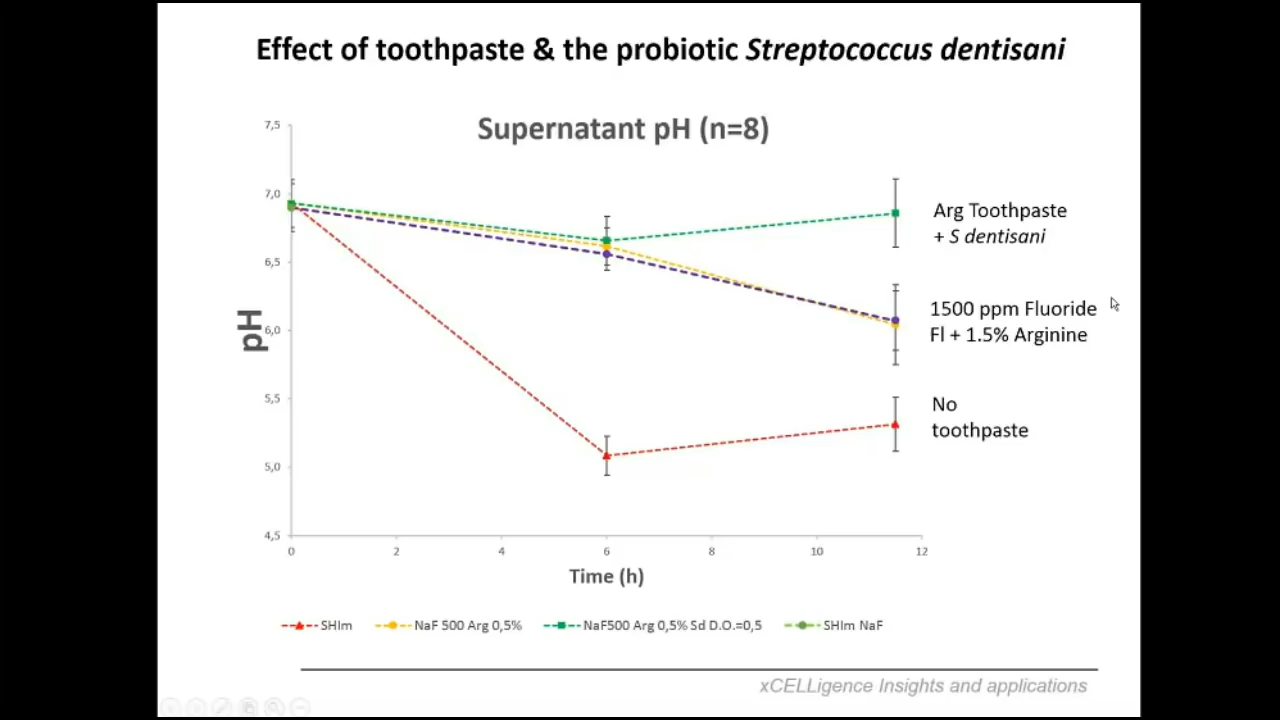 Effect of toothpaste & the probiotic Streptococcus dentisani
Supernatant pH (n=8)
7,5
7,0
6,5
6,0
5,5
5,0
4,5
pH
0 2 4 6 8 10 12
Time (h)
Arg Toothpaste
+ S dentisani
1500 ppm Fluoride
Fl + 1.5% Arginine
No
toothpaste
SHIm NaF 500 Arg 0,5% NaF500 Arg 0,5% Sd D.O.=0,5 SHIm NaF
xCELLigence Insights and applications